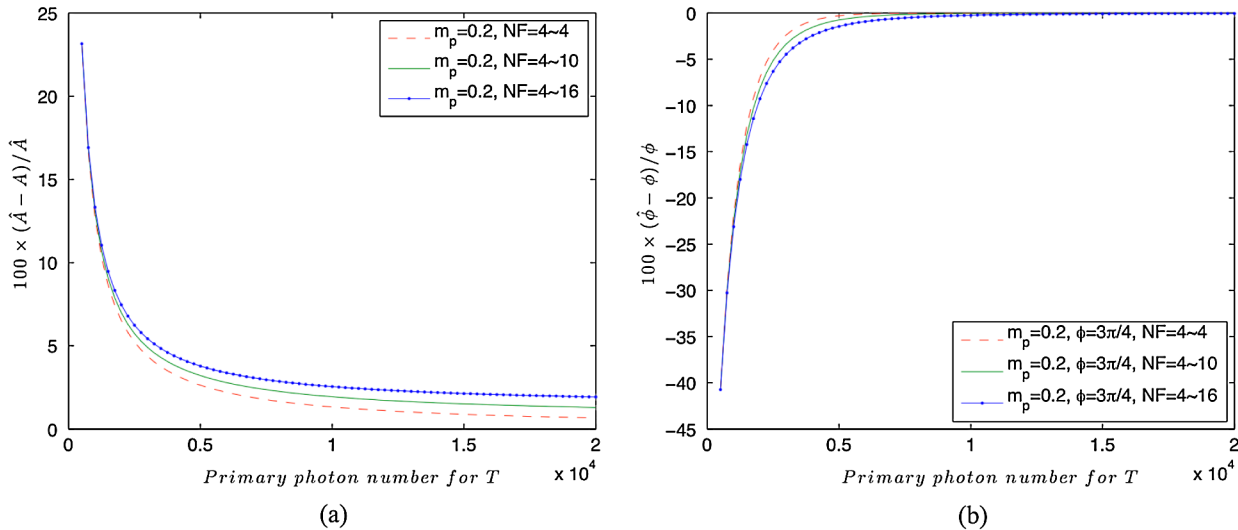 m_p=0.2, NF=4~4
m_p=0.2, NF=4~10
m_p=0.2, NF=4~16
100 × (Â − A)/Â
25
20
15
10
5
0
0 0.5 1 1.5 2
x 10^4
Primary photon number for T
(a)
100 × (ϕ̂ − ϕ)/ϕ
0
−5
−10
−15
−20
−25
−30
−35
−40
−45
m_p=0.2, ϕ=3π/4, NF=4~4
m_p=0.2, ϕ=3π/4, NF=4~10
m_p=0.2, ϕ=3π/4, NF=4~16
0 0.5 1 1.5 2
x 10^4
Primary photon number for T
(b)